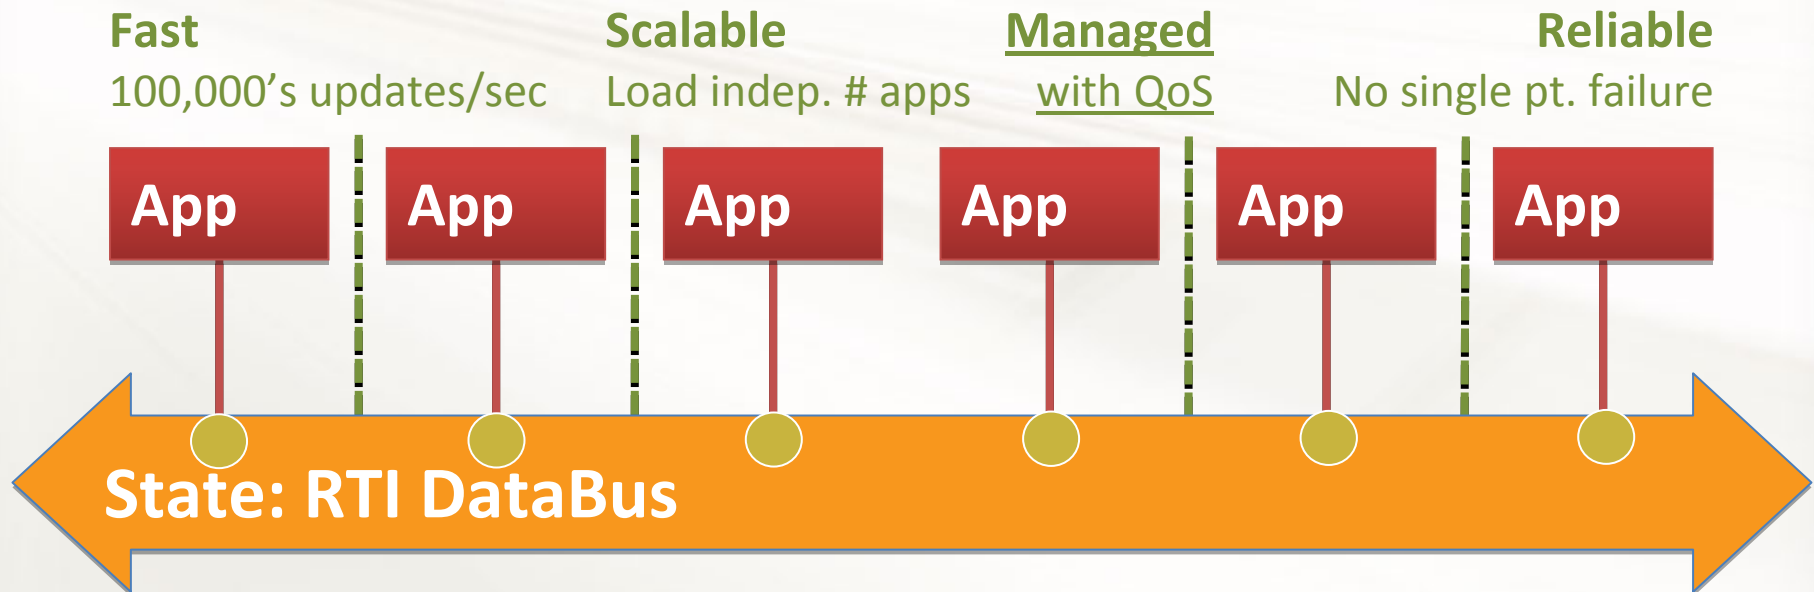 Fast
Scalable
Managed
Reliable
100,000’s updates/sec
Load indep. # apps
with QoS
No single pt. failure
App
App
App
App
App
App
State: RTI DataBus